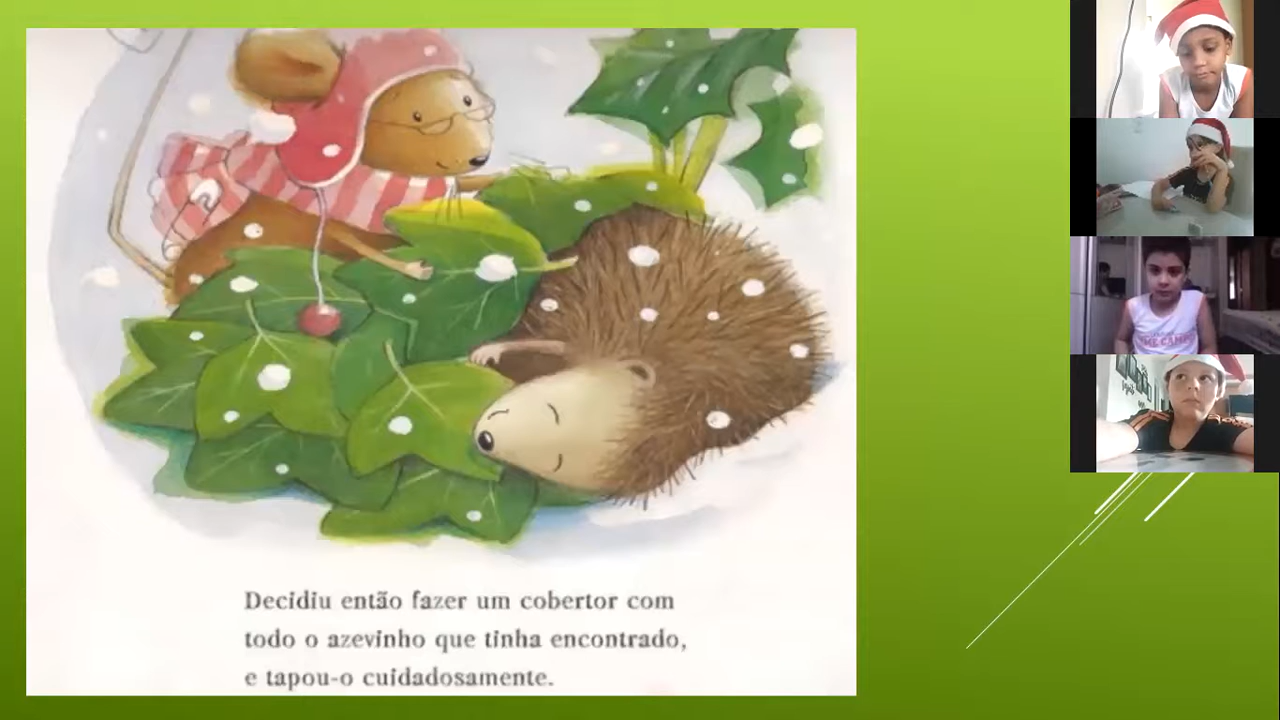 Decidiu então fazer um cobertor com
todo o azevinho que tinha encontrado,
e tapou-o cuidadosamente.